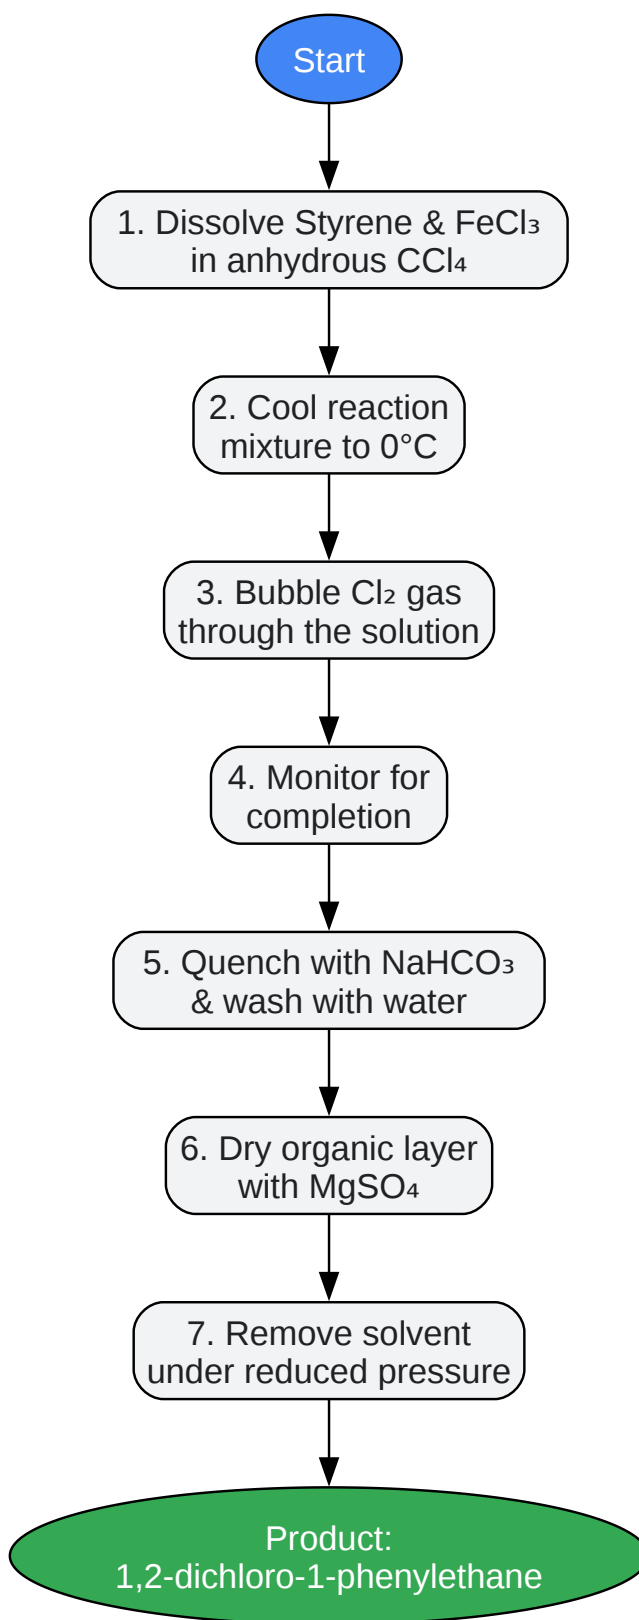 Start
1. Dissolve Styrene & FeCl₃
in anhydrous CCl₄
2. Cool reaction
mixture to 0°C
3. Bubble Cl₂ gas
through the solution
4. Monitor for
completion
5. Quench with NaHCO₃
& wash with water
6. Dry organic layer
with MgSO₄
7. Remove solvent
under reduced pressure
Product:
1,2-dichloro-1-phenylethane